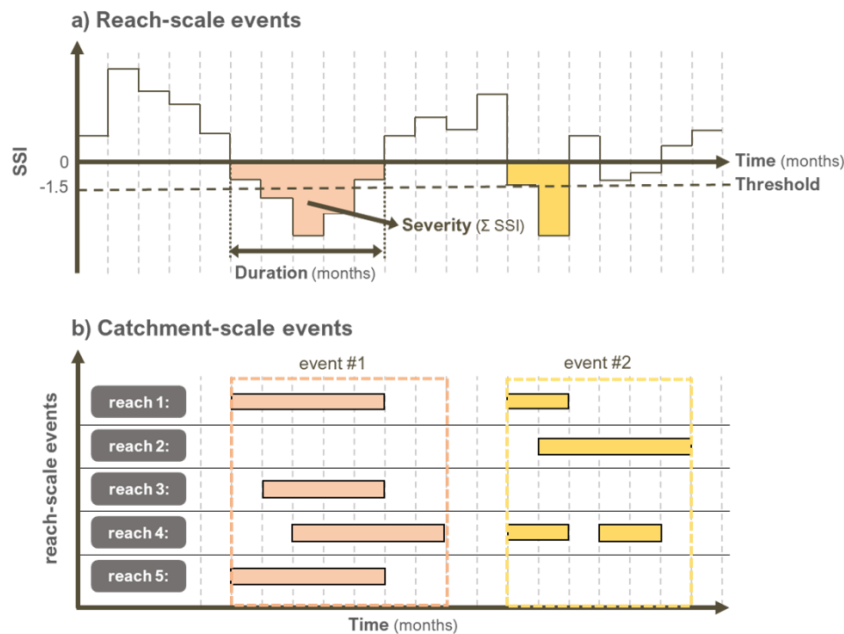 a) Reach-scale events
SSI
0
-1.5
Time (months)
Threshold
Severity (Σ SSI)
Duration (months)
b) Catchment-scale events
event #1
event #2
reach-scale events
reach 1:
reach 2:
reach 3:
reach 4:
reach 5:
Time (months)